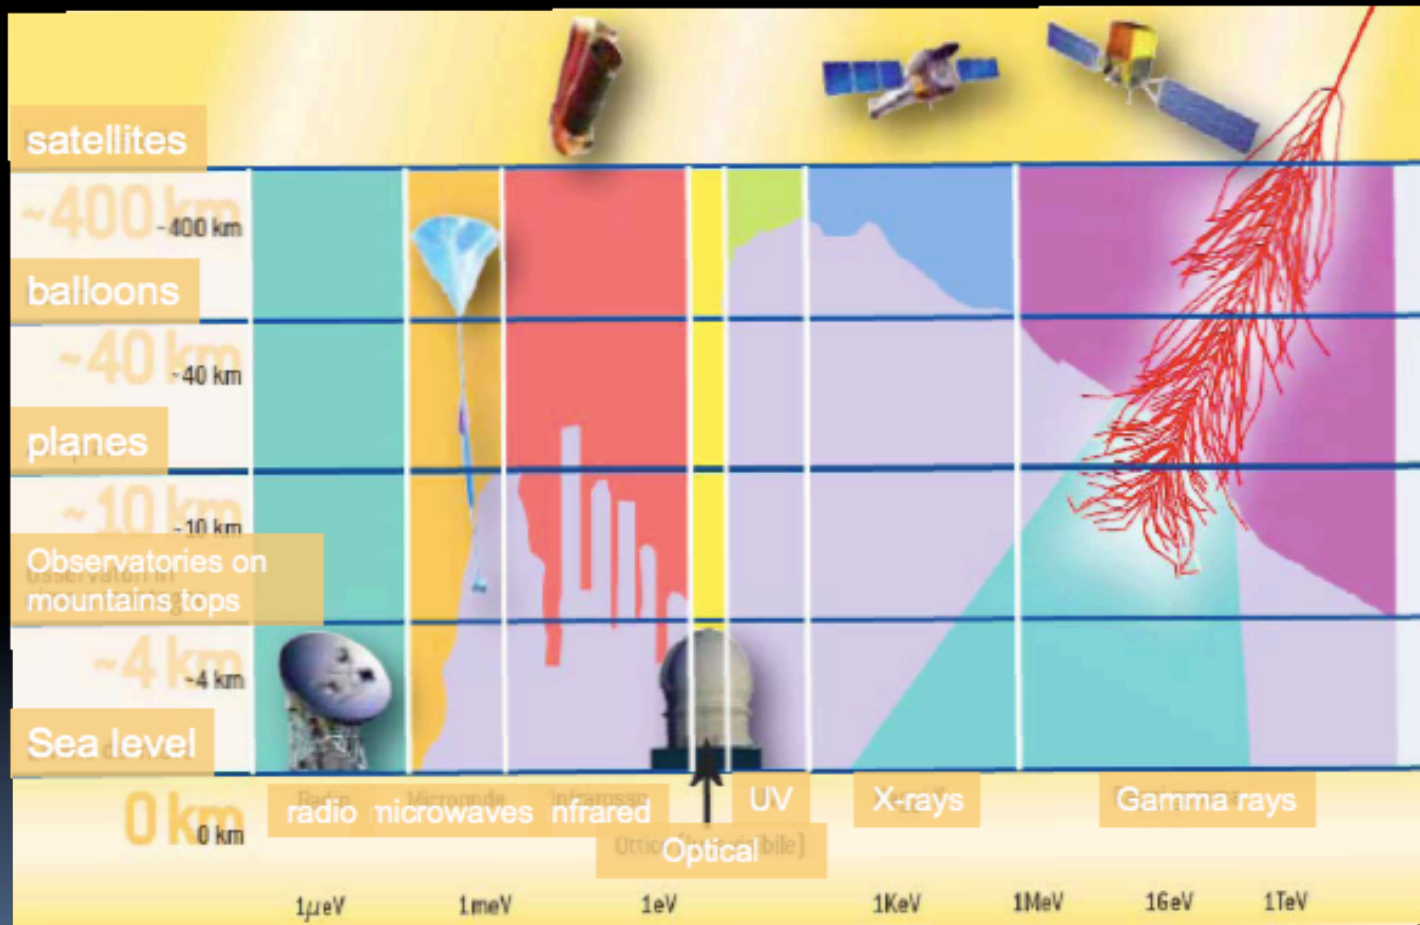 satellites
~400 km
~400 km
balloons
~40 km
~40 km
planes
~10 km
~10 km
Observatories on
mountains tops
~4 km
~4 km
Sea level
0 km
0 km
radio microwaves nfrared UV X-rays Gamma rays
Optical
1µeV 1meV 1eV 1KeV 1MeV 1GeV 1TeV